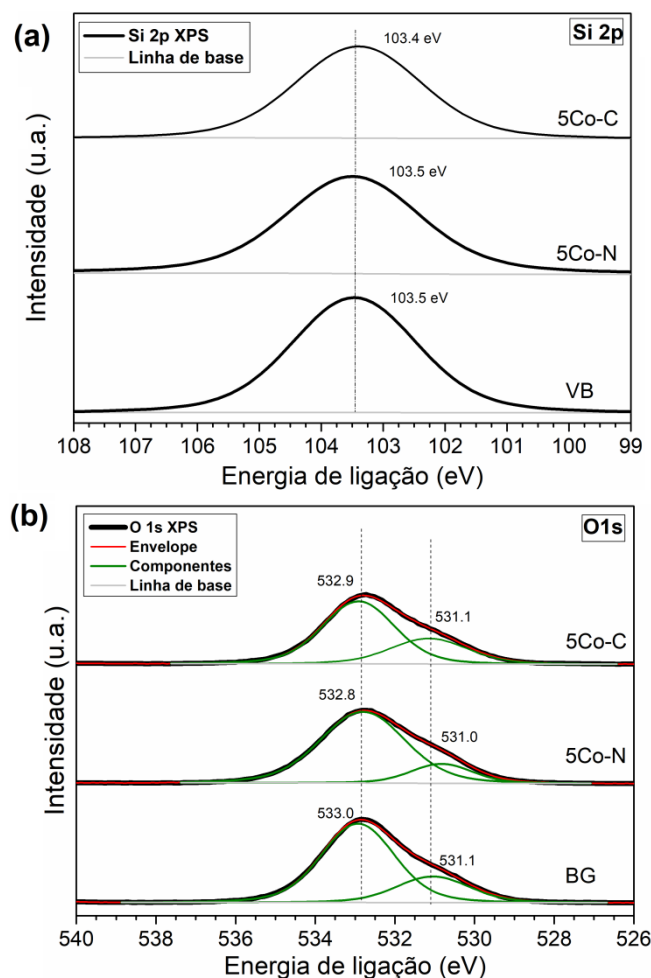 (a)
Si 2p XPS
Linha de base
Si 2p
103.4 eV
5Co-C
103.5 eV
5Co-N
103.5 eV
VB
Intensidade (u.a.)
108 107 106 105 104 103 102 101 100 99
Energia de ligação (eV)
(b)
O 1s XPS
Envelope
Componentes
Linha de base
O1s
532.9
531.1
5Co-C
532.8
531.0
5Co-N
533.0
531.1
BG
Intensidade (u.a.)
540 538 536 534 532 530 528 526
Energia de ligação (eV)